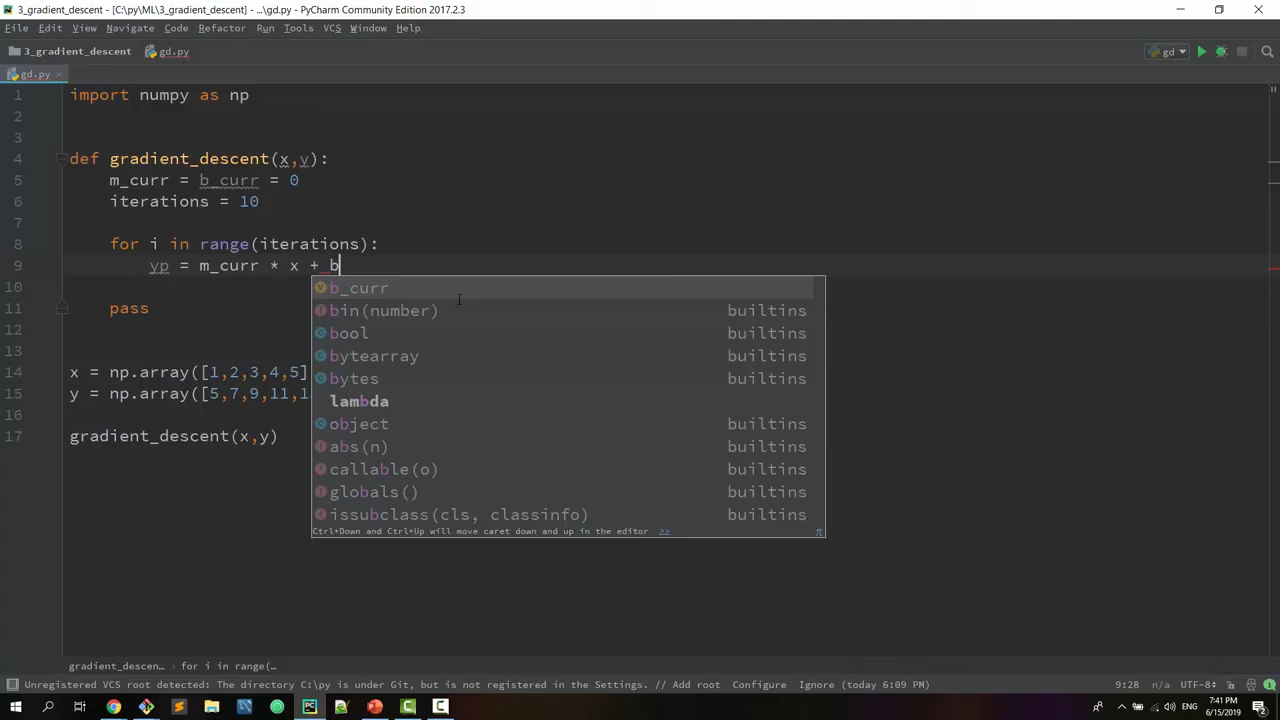 3_gradient_descent - [C:\py\ML\3_gradient_descent] - ...\gd.py - PyCharm Community Edition 2017.2.3
File Edit View Navigate Code Refactor Run Tools VCS Window Help
3_gradient_descent gd.py gd
gd.py
1 import numpy as np
2
3
4 def gradient_descent(x,y):
5 m_curr = b_curr = 0
6 iterations = 10
7
8 for i in range(iterations):
9 yp = m_curr * x + b
10 b_curr
bin(number) builtins
11 pass
bool builtins
12 bytearray builtins
13
14 x = np.array([1,2,3,4,5]
bytes builtins
15 y = np.array([5,7,9,11,1
lambda
16 object builtins
17 gradient_descent(x,y)
abs(n) builtins
callable(o) builtins
globals() builtins
issubclass(cls, classinfo) builtins
Ctrl+Down and Ctrl+Up will move caret down and up in the editor >> π
gradient_descen... for i in range(...
Unregistered VCS root detected: The directory C:\py is under Git, but is not registered in the Settings. // Add root Configure Ignore (today 6:09 PM) 9:28 n/a UTF-8
ENG 7:41 PM
6/15/2019